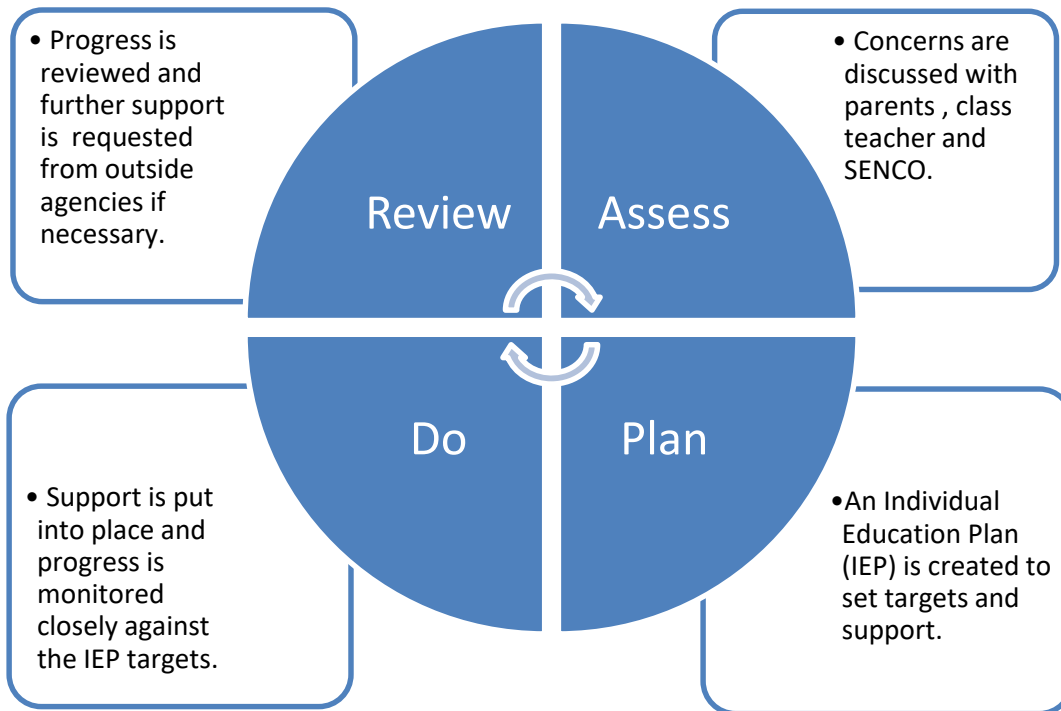 • Progress is
reviewed and
further support
is  requested
from outside
agencies if
necessary.
Review
Assess
• Concerns are
discussed with
parents , class
teacher and
SENCO.
• Support is put
into place and
progress is
monitored
closely against
the IEP targets.
Do
Plan
•An Individual
Education Plan
(IEP) is created to
set targets and
support.